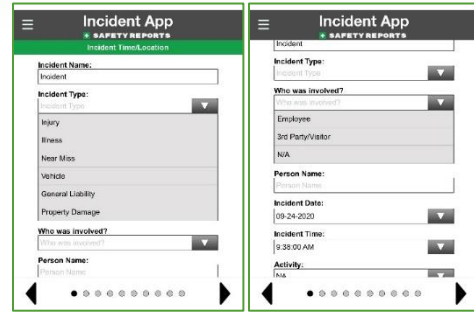 Incident App
SAFETY REPORTS
Incident Time/Location
Incident Name:
Incident
Incident Type:
Incident Type
Injury
Illness
Near Miss
Vehicle
General Liability
Property Damage
Who was involved?
Who was involved?
Person Name:
Person Name
Incident App
SAFETY REPORTS
Incident
Incident Type:
Incident Type
Who was involved?
Who was involved?
Employee
3rd Party/Visitor
N/A
Person Name:
Person Name
Incident Date:
09-24-2020
Incident Time:
9:38:00 AM
Activity:
N/A